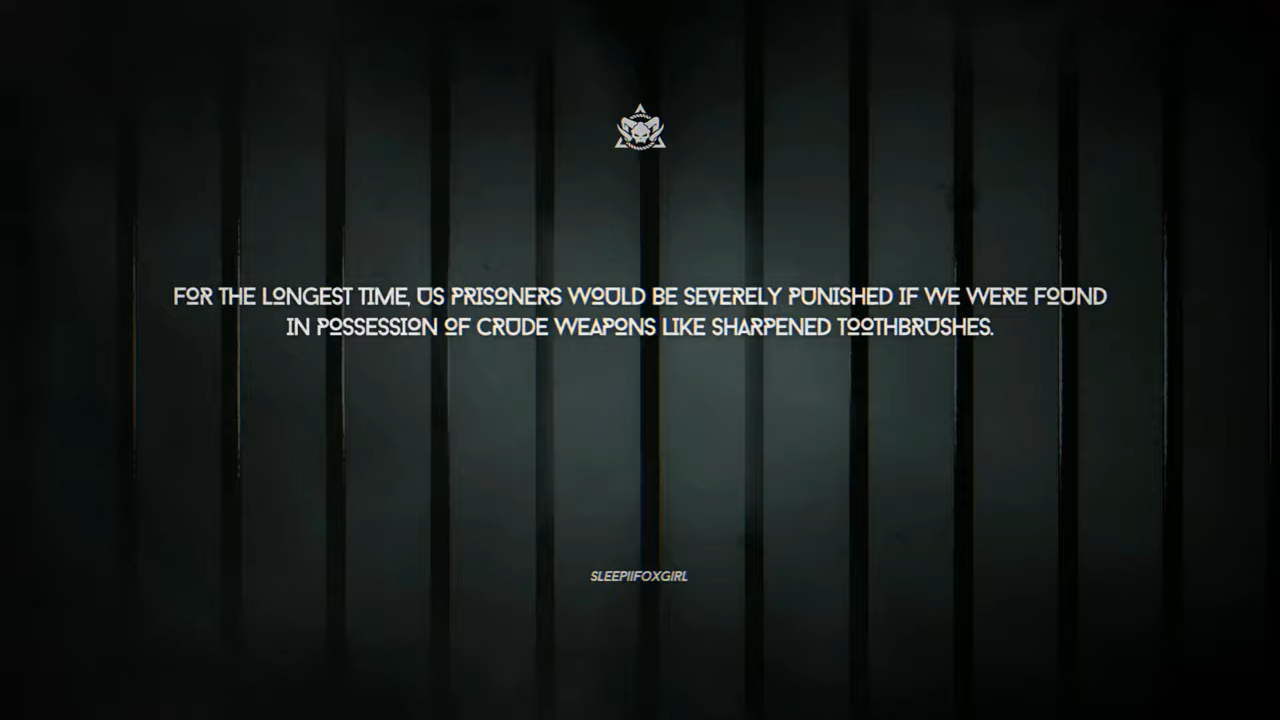 FOR THE LONGEST TIME, US PRISONERS WOULD BE SEVERELY PUNISHED IF WE WERE FOUND
IN POSSESSION OF CRUDE WEAPONS LIKE SHARPENED TOOTHBRUSHES.
SLEEPIIFOXGIRL